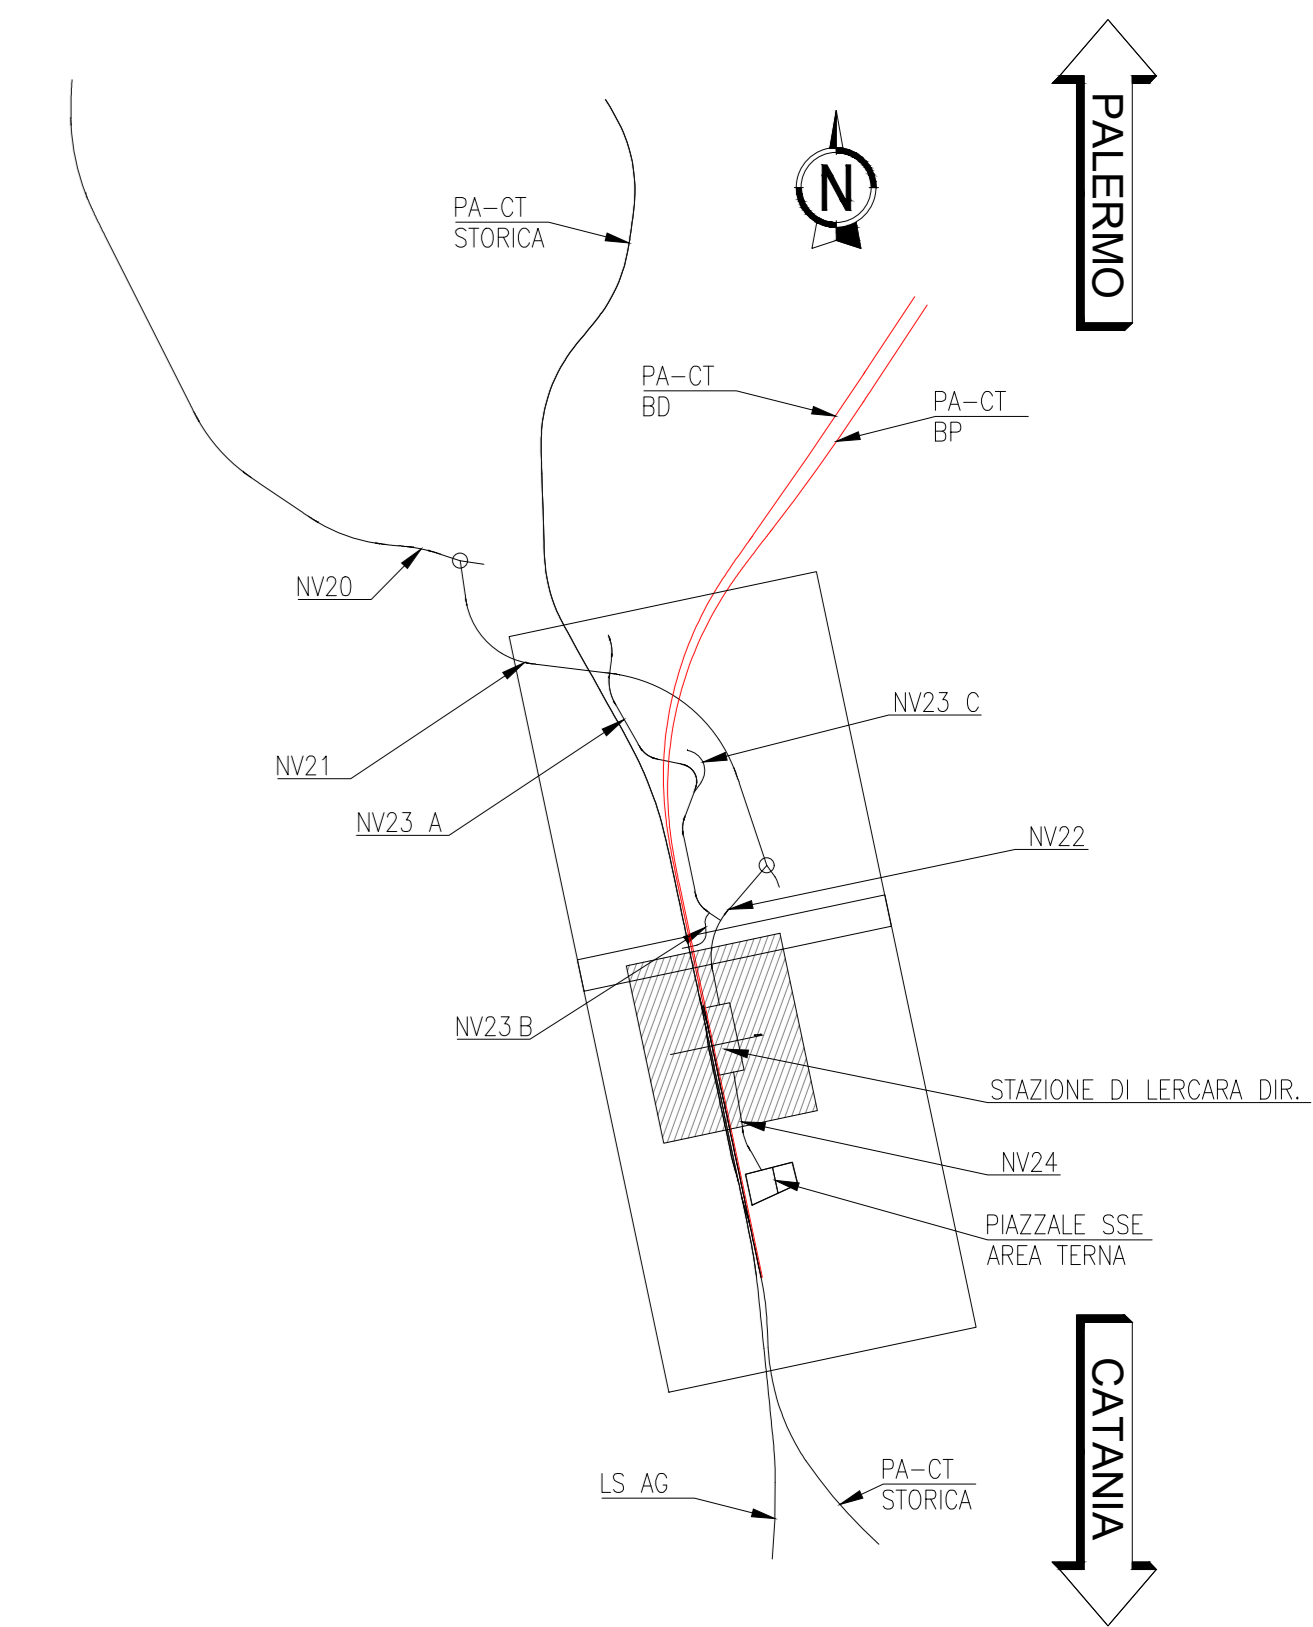 PALERMO
N
PA-CT
STORICA
PA-CT
BD
PA-CT
BP
NV20
NV23 C
NV21
NV23 A
NV22
NV23 B
STAZIONE DI LERCARA DIR.
NV24
PIAZZALE SSE
AREA TERNA
CATANIA
LS AG
PA-CT
STORICA